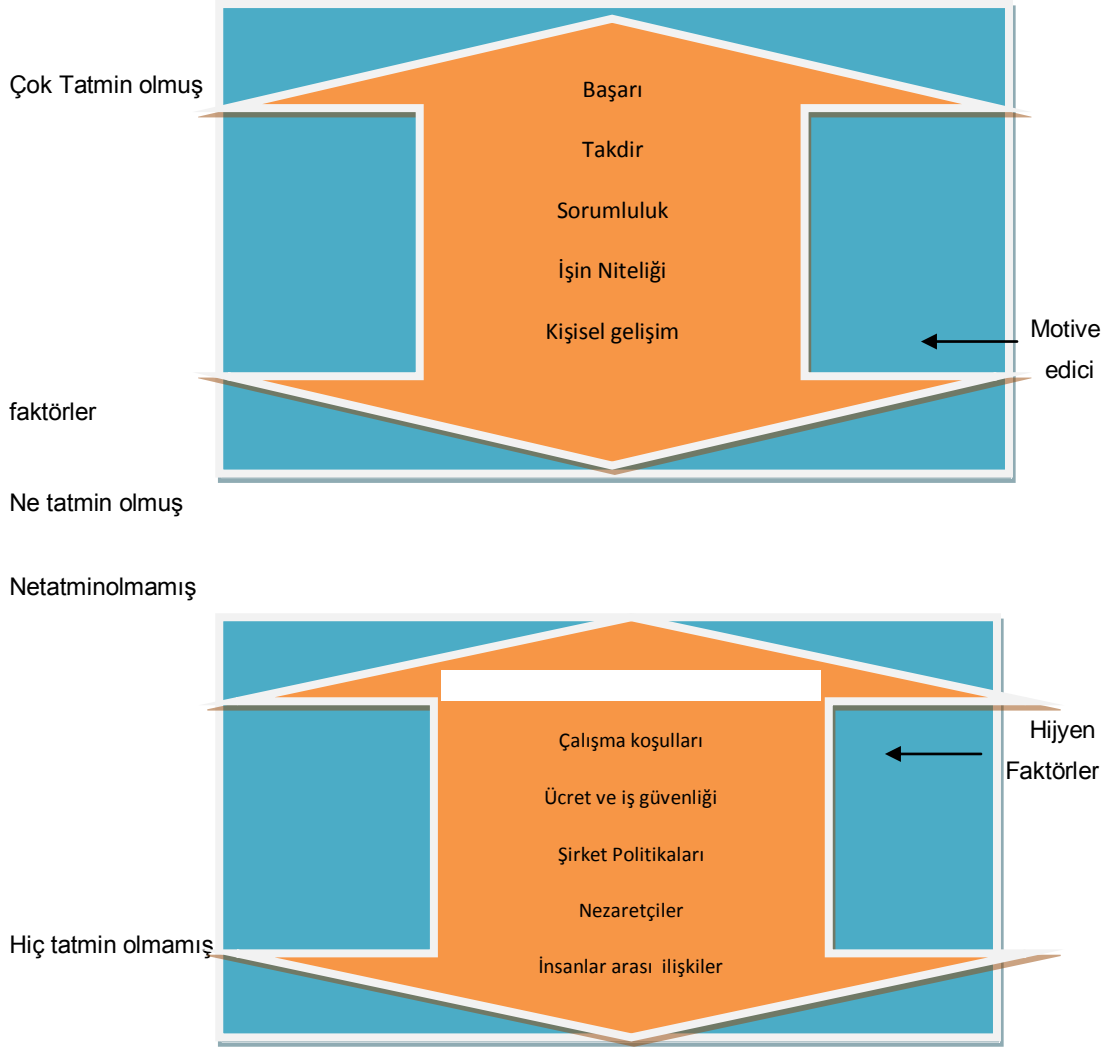 Çok Tatmin olmuş
Başarı
Takdir
Sorumluluk
İşin Niteliği
Kişisel gelişim
Motive
edici
faktörler
Ne tatmin olmuş
Netatminolmamış
Hijyen
Faktörler
Çalışma koşulları
Ücret ve iş güvenliği
Şirket Politikaları
Nezaretçiler
Hiç tatmin olmamış
İnsanlar arası ilişkiler